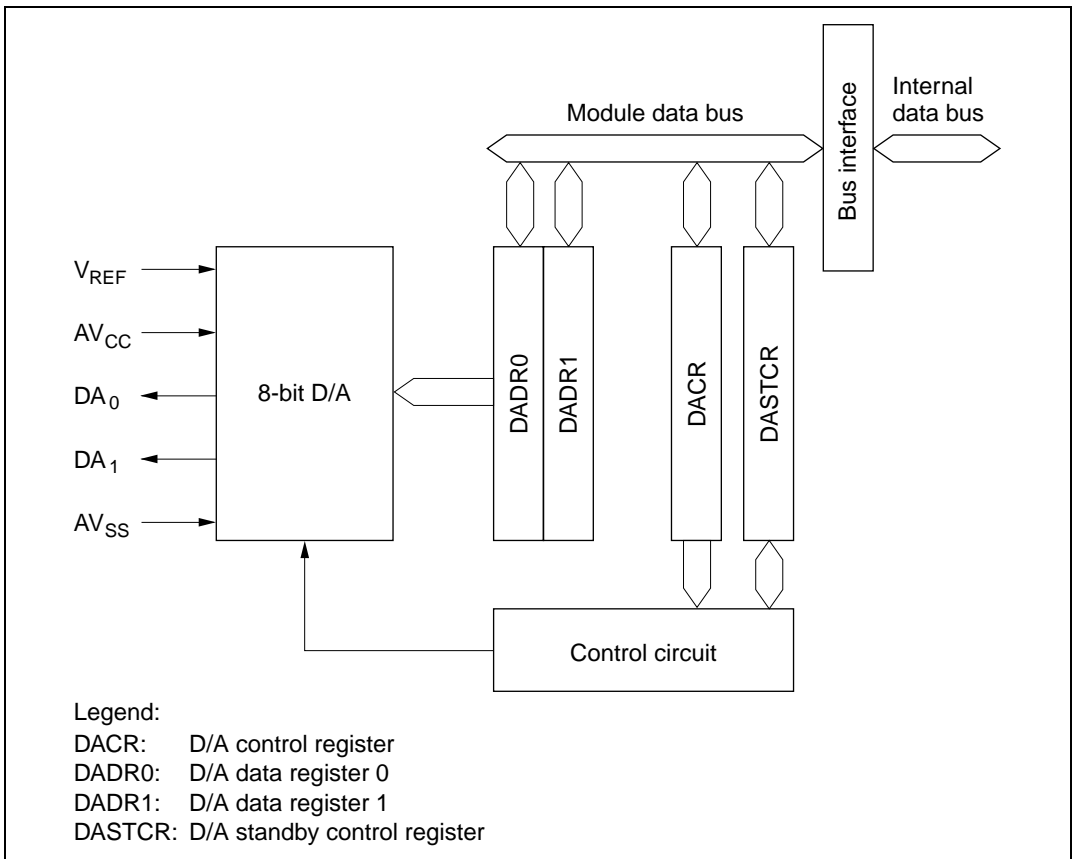 Module data bus
Bus interface
Internal
data bus
VREF
AVCC
DA0
DA1
AVSS
8-bit D/A
DADR0
DADR1
DACR
DASTCR
Control circuit
Legend:
DACR: D/A control register
DADR0: D/A data register 0
DADR1: D/A data register 1
DASTCR: D/A standby control register